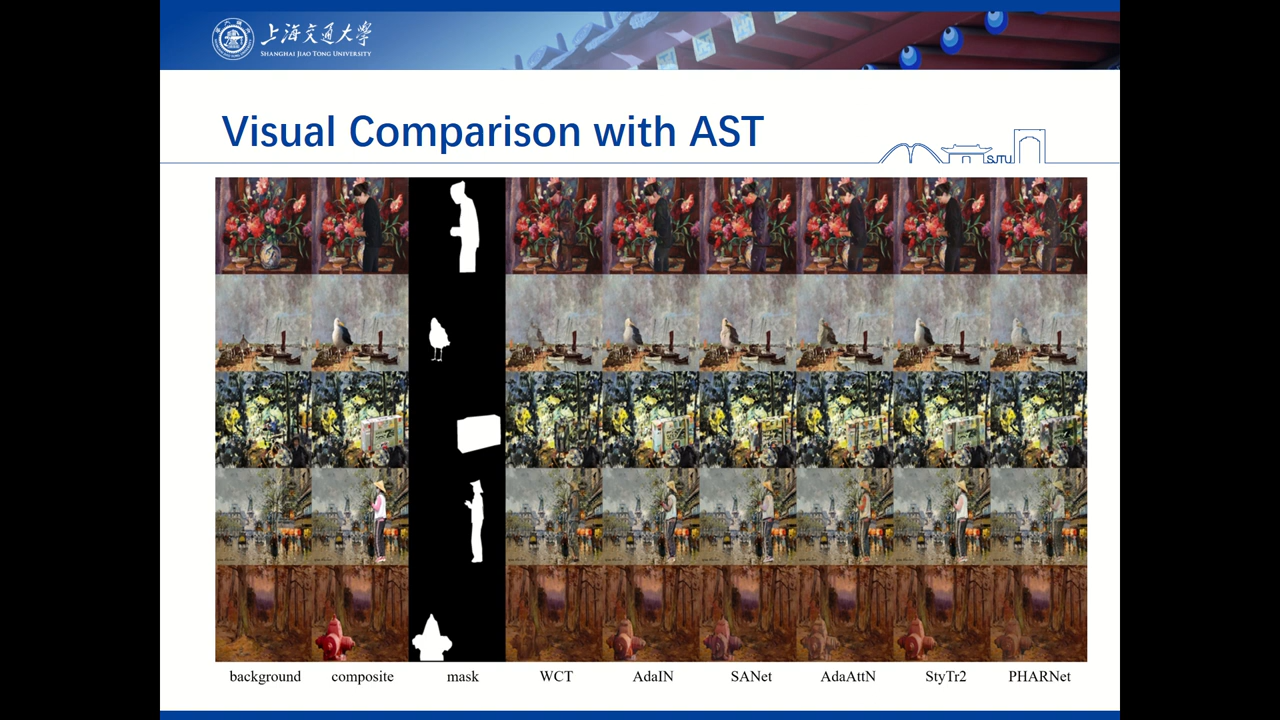 上海交通大学
SHANGHAI JIAO TONG UNIVERSITY
Visual Comparison with AST
SJTU
background composite mask WCT AdaIN SANet AdaAttN StyTr2 PHARNet